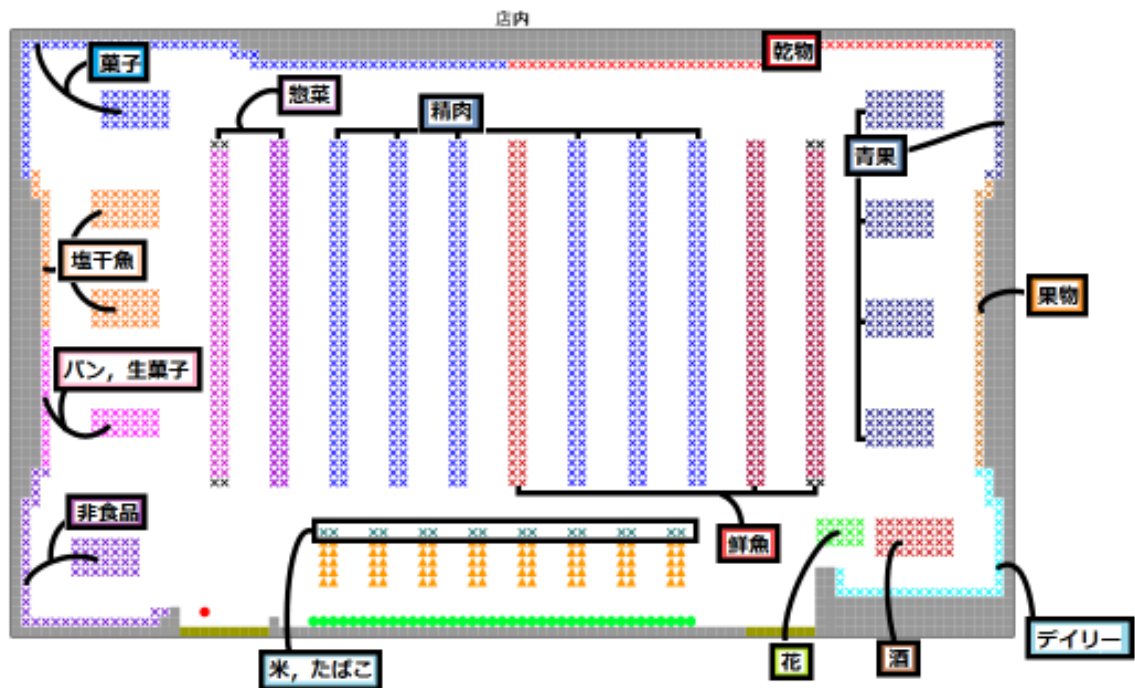 店内
菓子
乾物
惣菜
精肉
青果
塩干魚
果物
パン，生菓子
非食品
鮮魚
デイリー
米，たばこ
花
酒